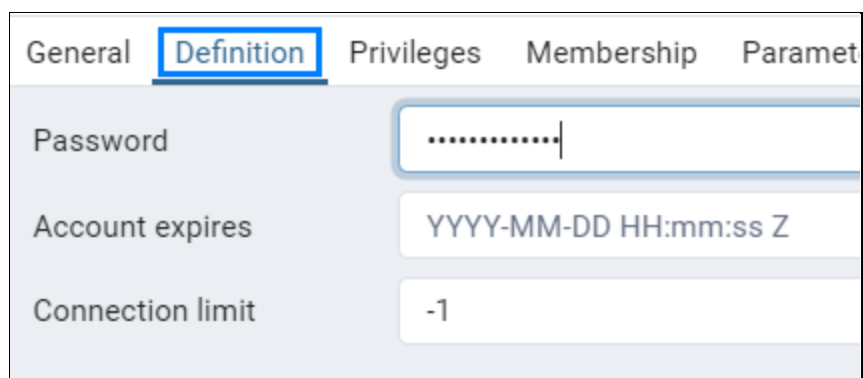 General Definition Privileges Membership Paramet
Password •••••••••••••
Account expires YYYY-MM-DD HH:mm:ss Z
Connection limit -1